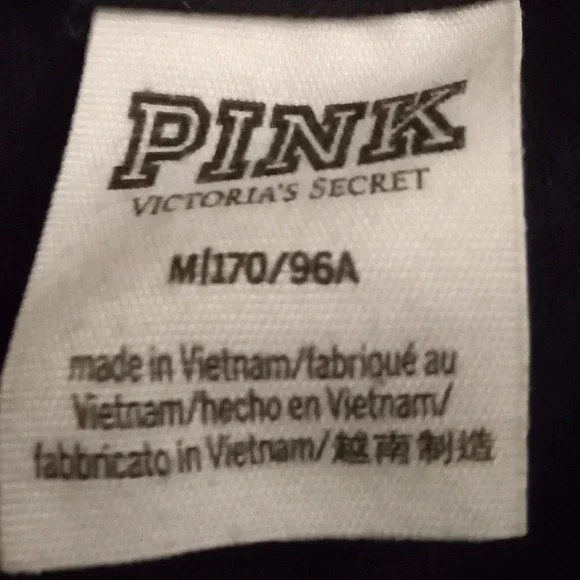 PINK
VICTORIA'S SECRET
M/170/96A
made in Vietnam/fabriqué au
Vietnam/hecho en Vietnam/
fabbricato in Vietnam/越南制造